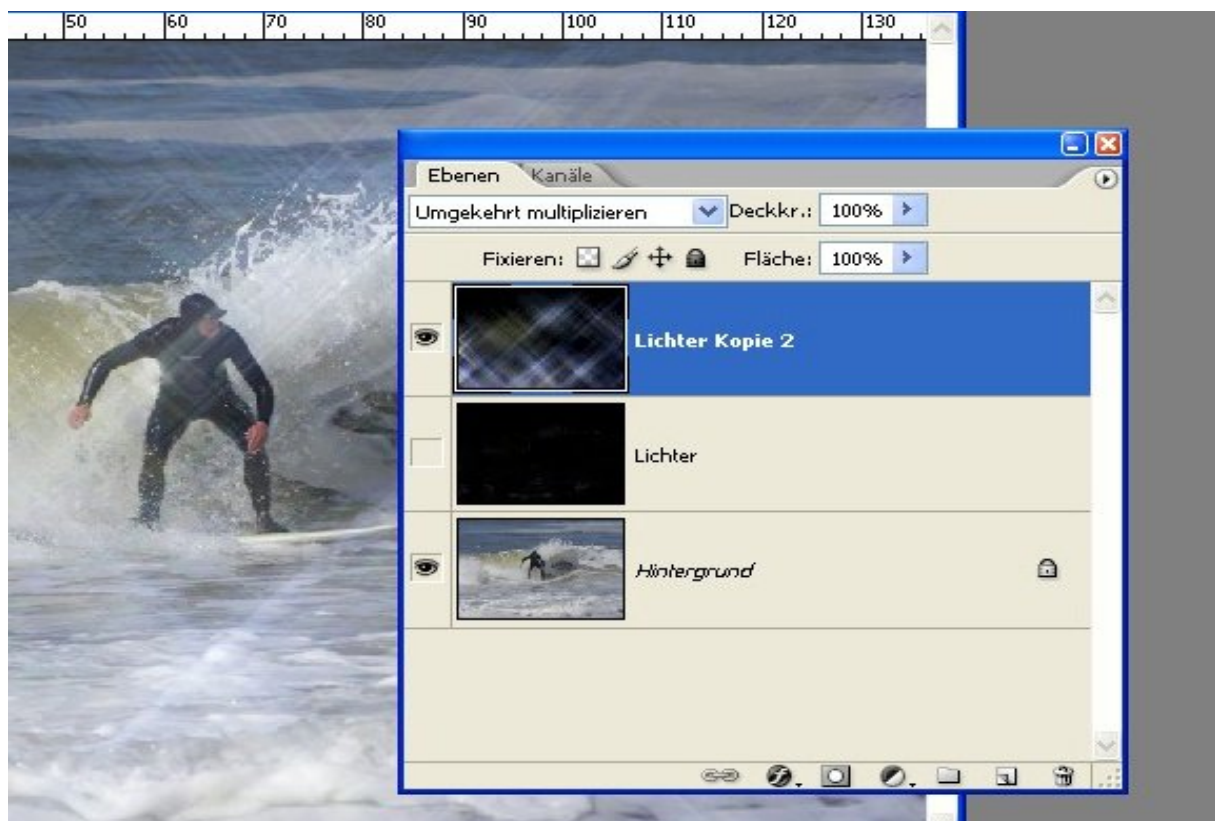 50 60 70 80 90 100 110 120 130
Ebenen Kanäle
Umgekehrt multiplizieren Deckkr.: 100%
Fixieren: Fläche: 100%
Lichter Kopie 2
Lichter
Hintergrund